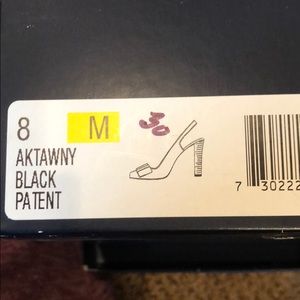 8 M 30
AKTAWNY
BLACK
PATENT
7 30222